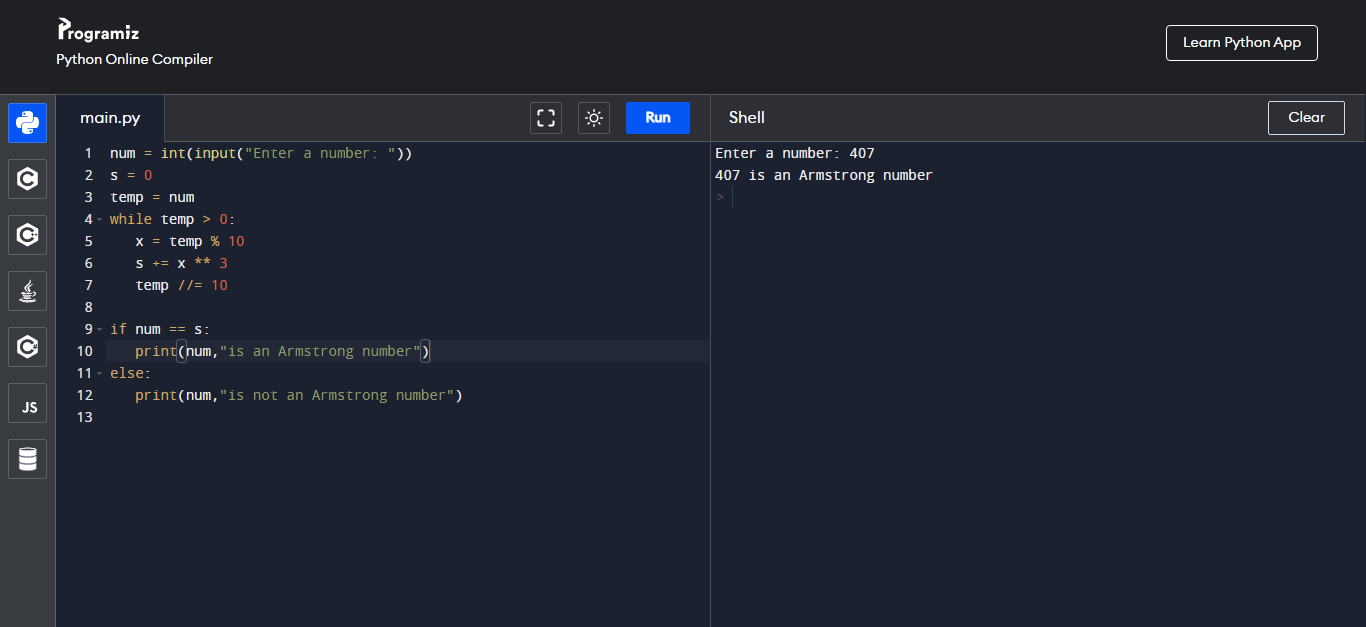 Programiz
Python Online Compiler
Learn Python App
main.py
Run
Shell
Clear
1 num = int(input("Enter a number: "))
2 s = 0
3 temp = num
4 while temp > 0:
5    x = temp % 10
6    s += x ** 3
7    temp //= 10
8
9 if num == s:
10    print(num,"is an Armstrong number")
11 else:
12    print(num,"is not an Armstrong number")
13
Enter a number: 407
407 is an Armstrong number
>
C
C+
C#
JS